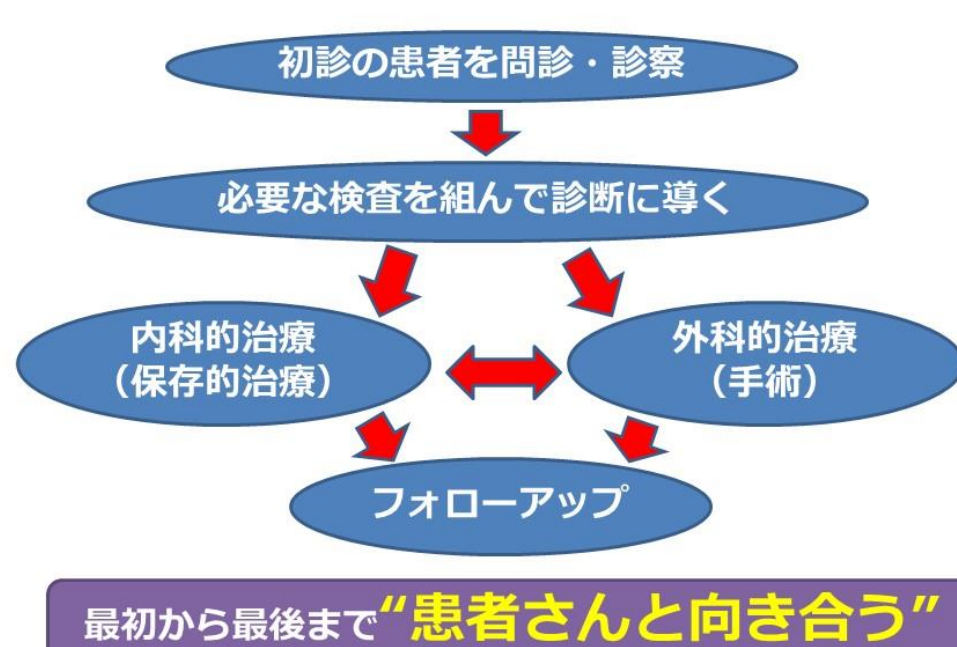 初診の患者を問診・診察
必要な検査を組んで診断に導く
内科的治療
（保存的治療）
外科的治療
（手術）
フォローアップ
最初から最後まで“患者さんと向き合う”